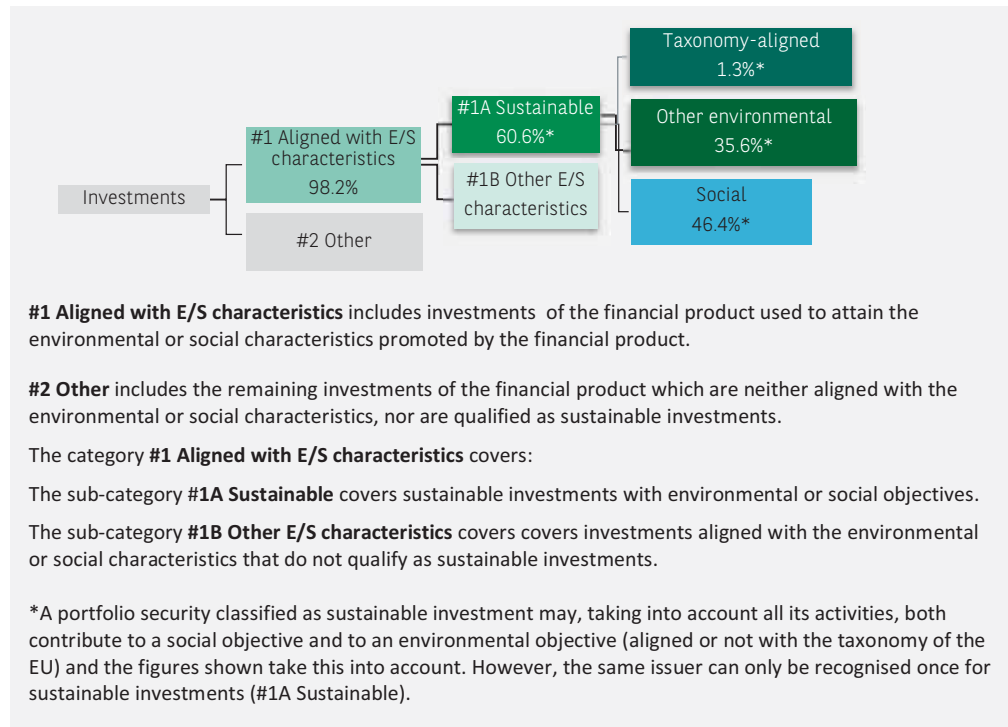 Taxonomy-aligned
1.3%*
#1A Sustainable
60.6%*
Other environmental
35.6%*
#1 Aligned with E/S
characteristics
98.2%
#1B Other E/S
characteristics
Investments
Social
46.4%*
#2 Other
#1 Aligned with E/S characteristics includes investments of the financial product used to attain the
environmental or social characteristics promoted by the financial product.
#2 Other includes the remaining investments of the financial product which are neither aligned with the
environmental or social characteristics, nor are qualified as sustainable investments.
The category #1 Aligned with E/S characteristics covers:
The sub-category #1A Sustainable covers sustainable investments with environmental or social objectives.
The sub-category #1B Other E/S characteristics covers covers investments aligned with the environmental
or social characteristics that do not qualify as sustainable investments.
*A portfolio security classified as sustainable investment may, taking into account all its activities, both
contribute to a social objective and to an environmental objective (aligned or not with the taxonomy of the
EU) and the figures shown take this into account. However, the same issuer can only be recognised once for
sustainable investments (#1A Sustainable).